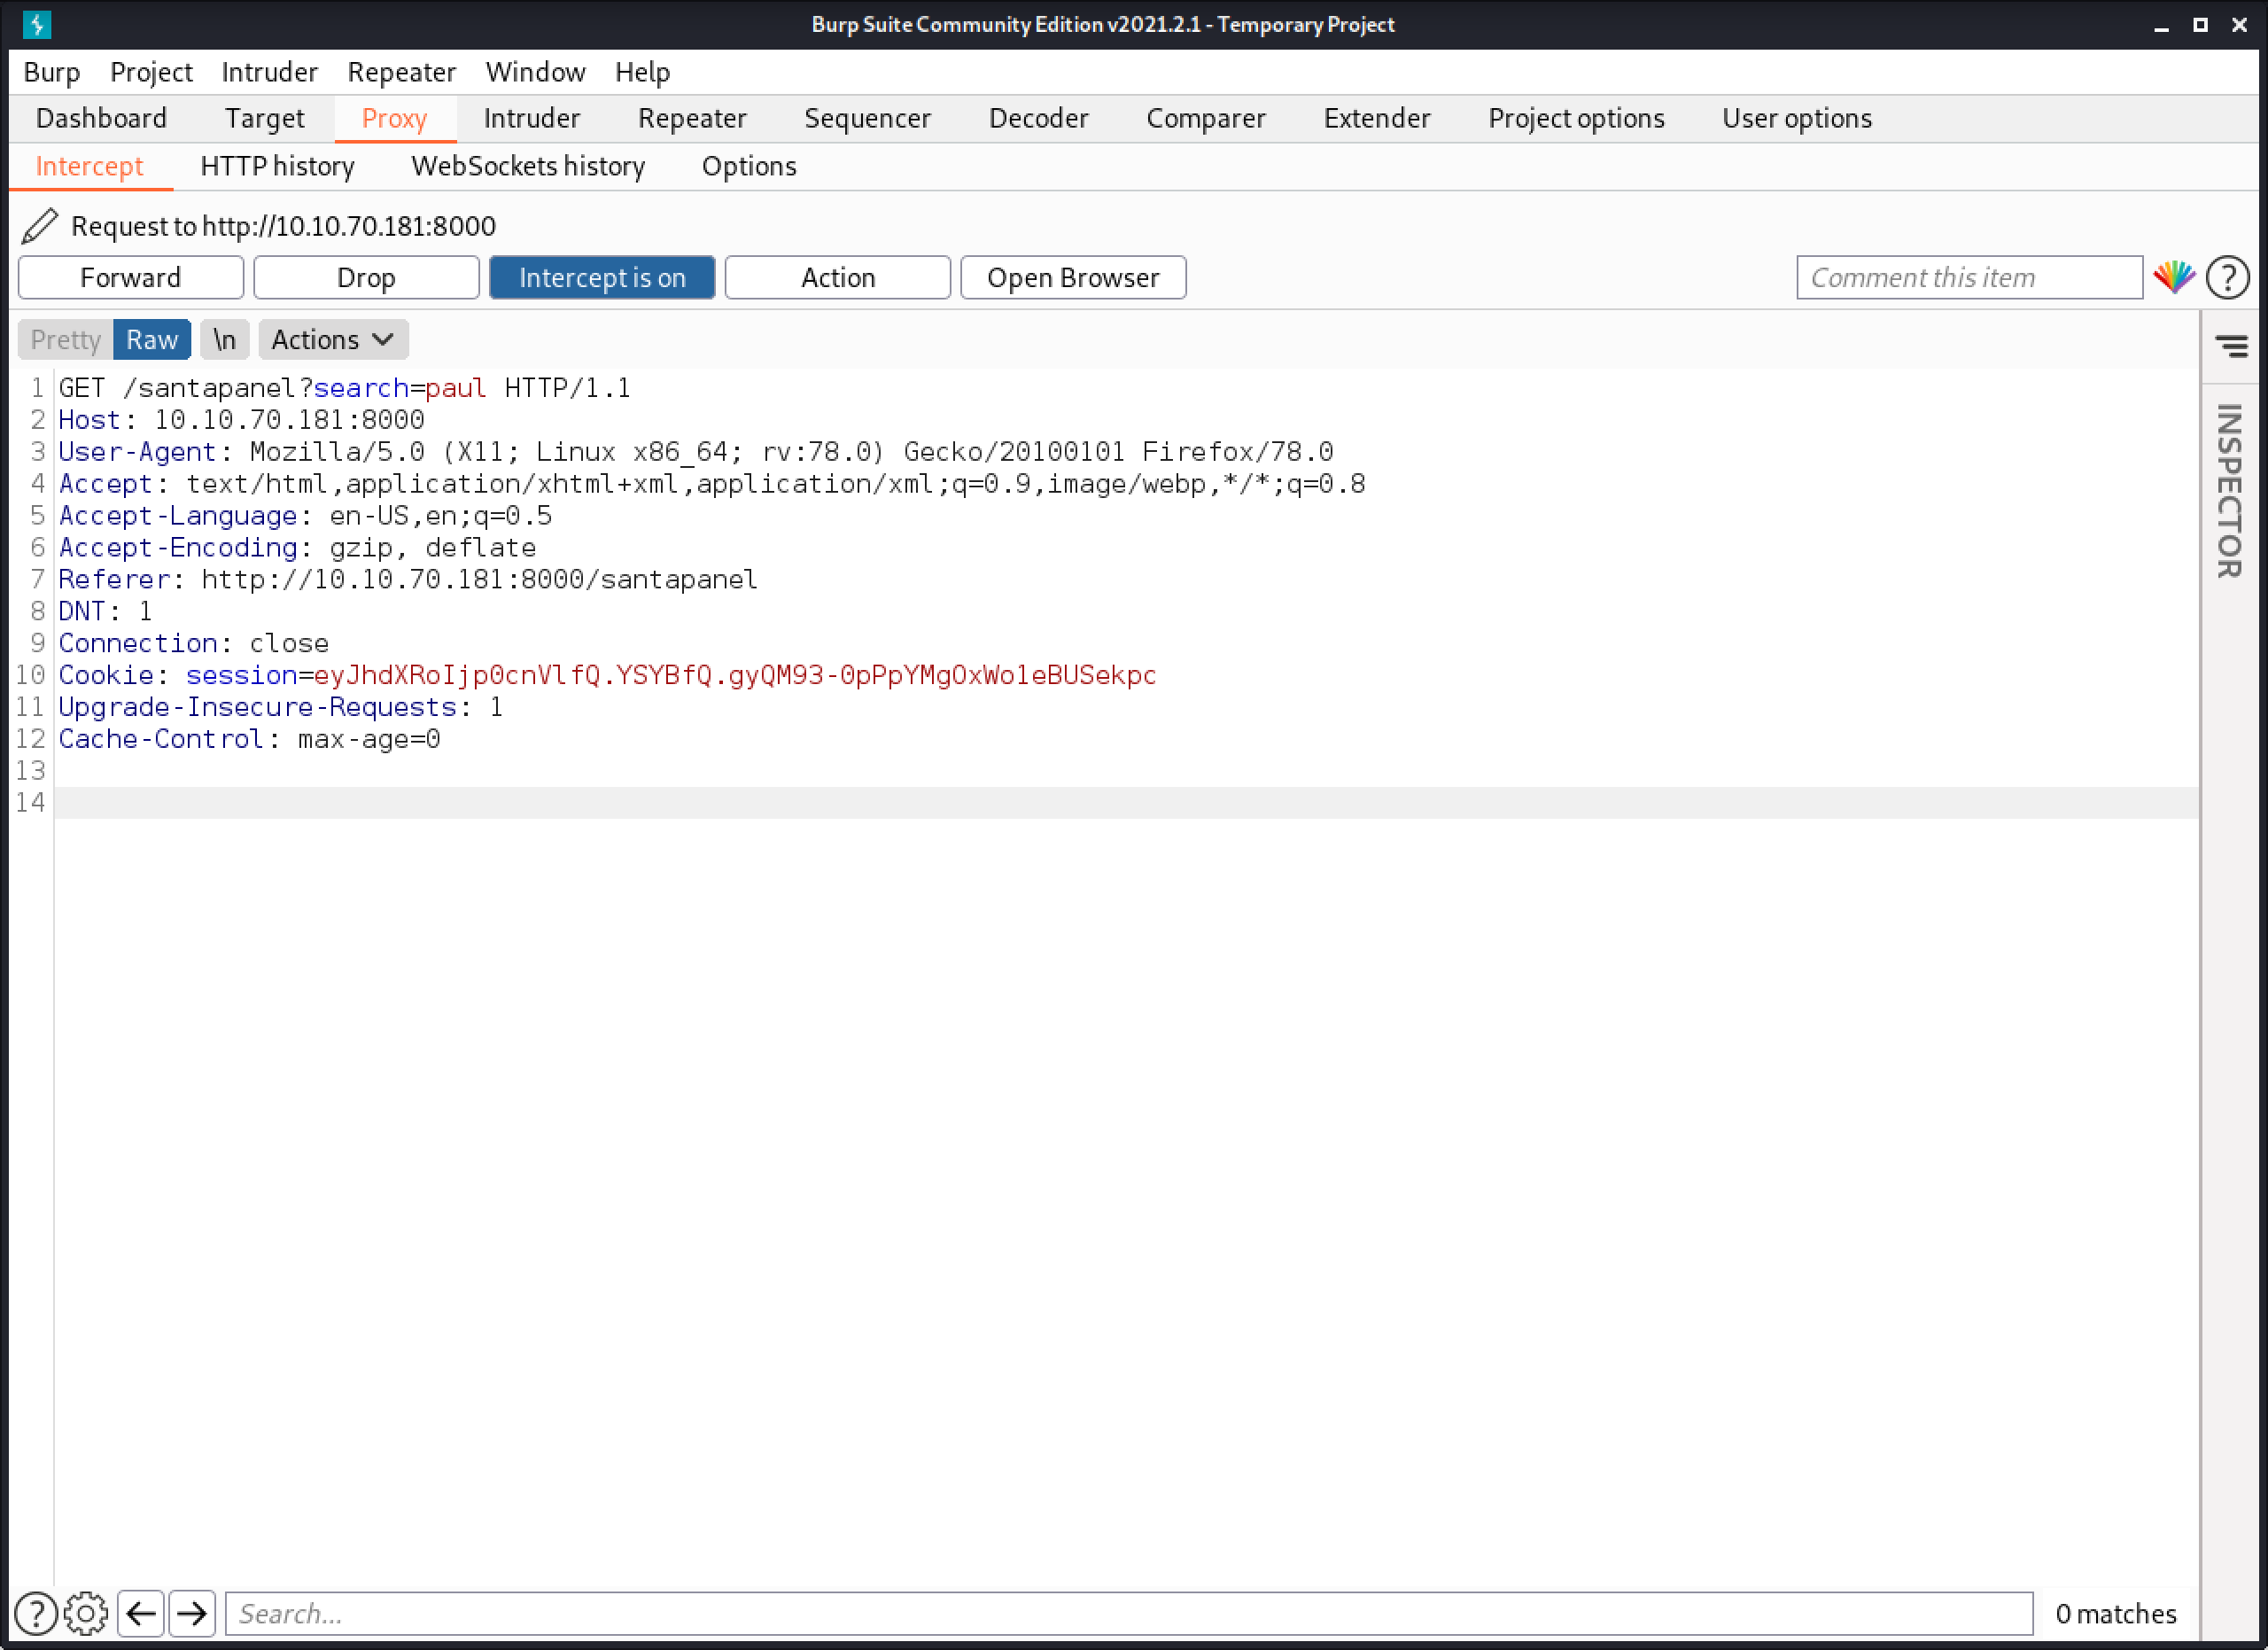 Burp Suite Community Edition v2021.2.1 - Temporary Project
Burp Project Intruder Repeater Window Help
Dashboard Target Proxy Intruder Repeater Sequencer Decoder Comparer Extender Project options User options
Intercept HTTP history WebSockets history Options
Request to http://10.10.70.181:8000
Forward Drop Intercept is on Action Open Browser Comment this item ?
Pretty Raw \n Actions
INSPECTOR
1 GET /santapanel?search=paul HTTP/1.1
2 Host: 10.10.70.181:8000
3 User-Agent: Mozilla/5.0 (X11; Linux x86_64; rv:78.0) Gecko/20100101 Firefox/78.0
4 Accept: text/html,application/xhtml+xml,application/xml;q=0.9,image/webp,*/*;q=0.8
5 Accept-Language: en-US,en;q=0.5
6 Accept-Encoding: gzip, deflate
7 Referer: http://10.10.70.181:8000/santapanel
8 DNT: 1
9 Connection: close
10 Cookie: session=eyJhdXRoIjp0cnVlfQ.YSYBfQ.gyQM93-0pPpYMgOxWo1eBUSekpc
11 Upgrade-Insecure-Requests: 1
12 Cache-Control: max-age=0
13
14
? Search... 0 matches